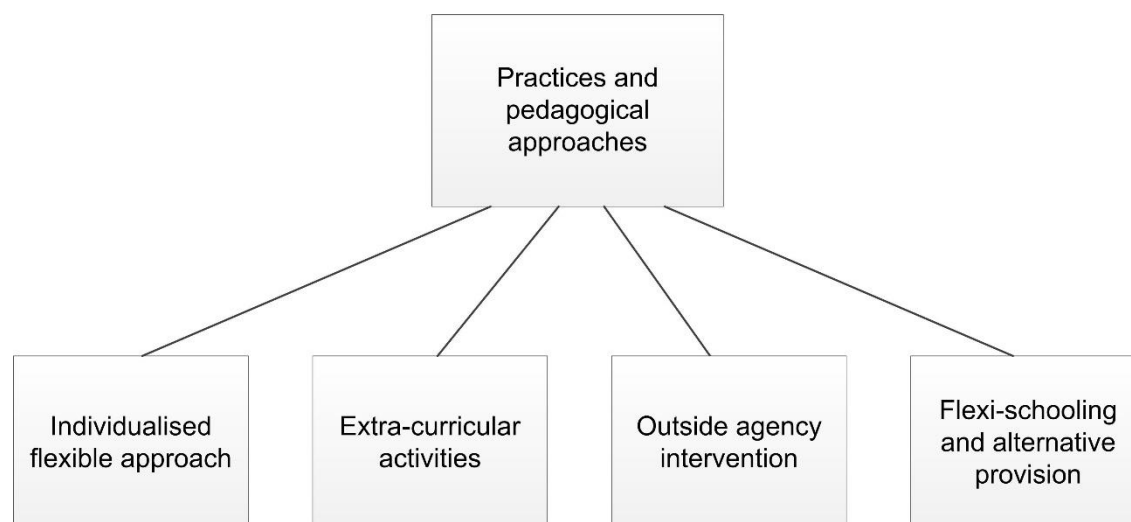 Practices and
pedagogical
approaches
Individualised
flexible approach
Extra-curricular
activities
Outside agency
intervention
Flexi-schooling
and alternative
provision